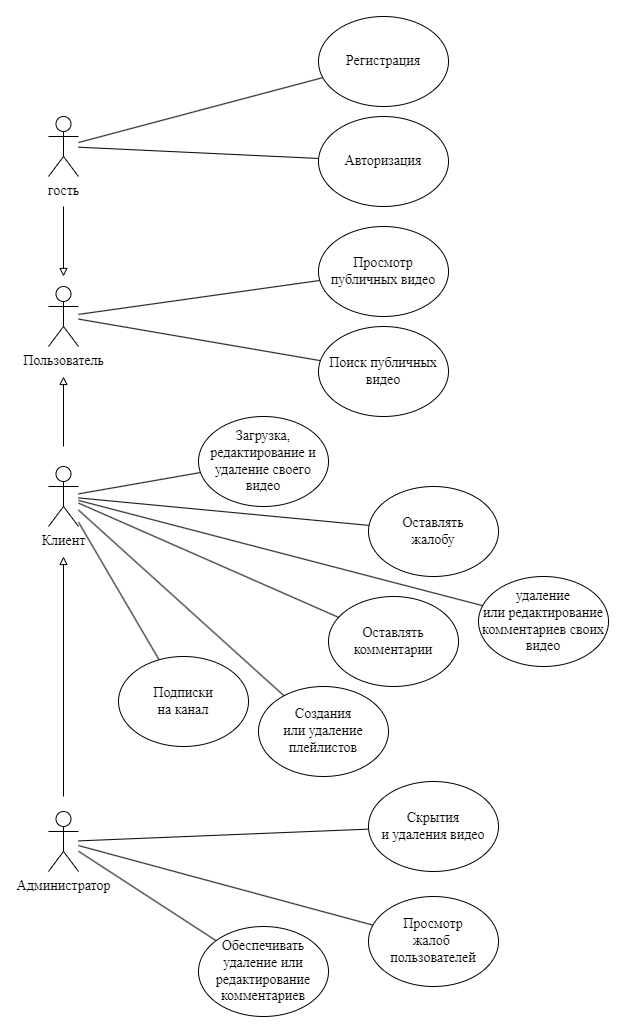 Регистрация
Авторизация
гость
Просмотр
публичных видео
Поиск публичных
видео
Пользователь
Загрузка,
редактирование и
удаление своего
видео
Оставлять
жалобу
Клиент
удаление
или редактирование
комментариев своих
видео
Оставлять
комментарии
Подписки
на канал
Создания
или удаление
плейлистов
Скрытия
и удаления видео
Администратор
Просмотр
жалоб
пользователей
Обеспечивать
удаление или
редактирование
комментариев